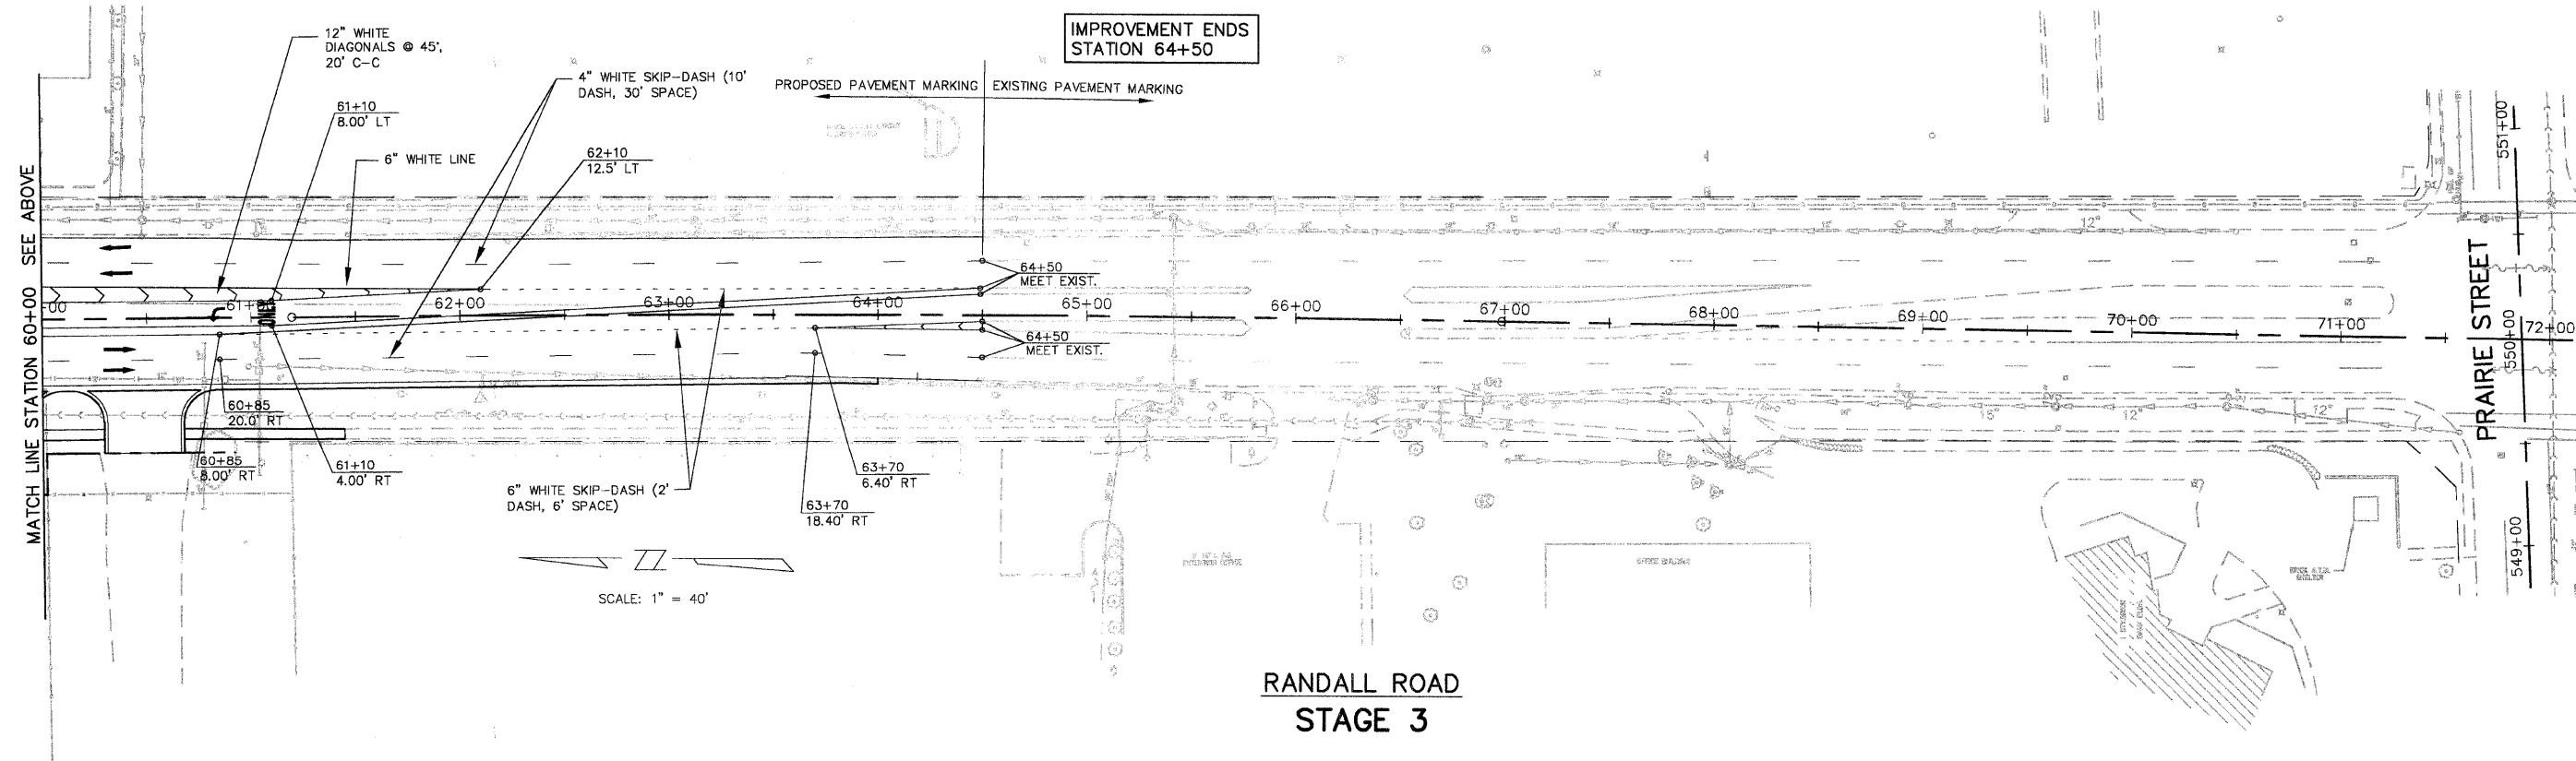 IMPROVEMENT ENDS
STATION 64+50
12" WHITE
DIAGONALS @ 45°,
20' C-C
4" WHITE SKIP-DASH (10'
DASH, 30' SPACE)
PROPOSED PAVEMENT MARKING
EXISTING PAVEMENT MARKING
61+10
8.00' LT
6" WHITE LINE
62+10
12.5' LT
MATCH LINE STATION 60+00 SEE ABOVE
64+50
MEET EXIST.
62+00
63+00
64+00
65+00
66+00
67+00
68+00
69+00
70+00
71+00
72+00
64+50
MEET EXIST.
60+85
20.0' RT
60+85
8.00' RT
61+10
4.00' RT
6" WHITE SKIP-DASH (2'
DASH, 6' SPACE)
63+70
6.40' RT
63+70
18.40' RT
12"
15"
12"
12"
PRAIRIE STREET
551+00
550+00
549+00
SCALE: 1" = 40'
OFFICE BUILDING
RANDALL ROAD
STAGE 3